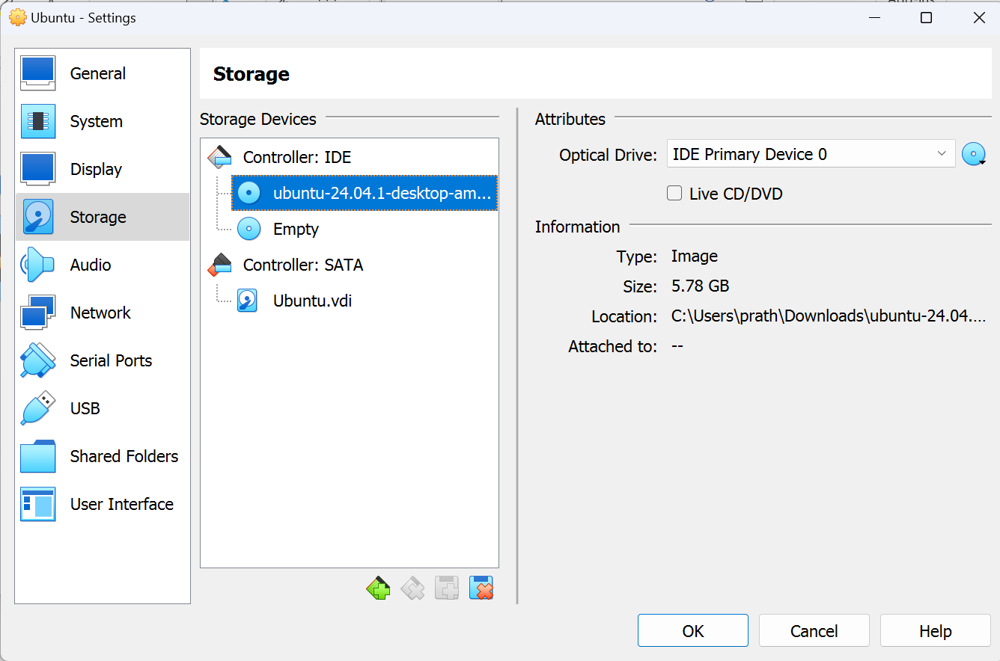 Ubuntu - Settings
General
System
Display
Storage
Audio
Network
Serial Ports
USB
Shared Folders
User Interface
Storage
Storage Devices
Controller: IDE
ubuntu-24.04.1-desktop-am...
Empty
Controller: SATA
Ubuntu.vdi
Attributes
Optical Drive: IDE Primary Device 0
Live CD/DVD
Information
Type: Image
Size: 5.78 GB
Location: C:\Users\prath\Downloads\ubuntu-24.04....
Attached to: --
OK Cancel Help